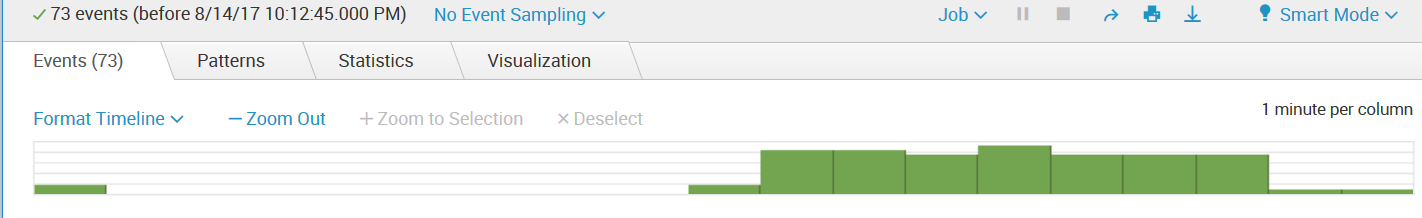 73 events (before 8/14/17 10:12:45.000 PM) No Event Sampling Job Smart Mode
Events (73) Patterns Statistics Visualization
1 minute per column
Format Timeline — Zoom Out + Zoom to Selection × Deselect